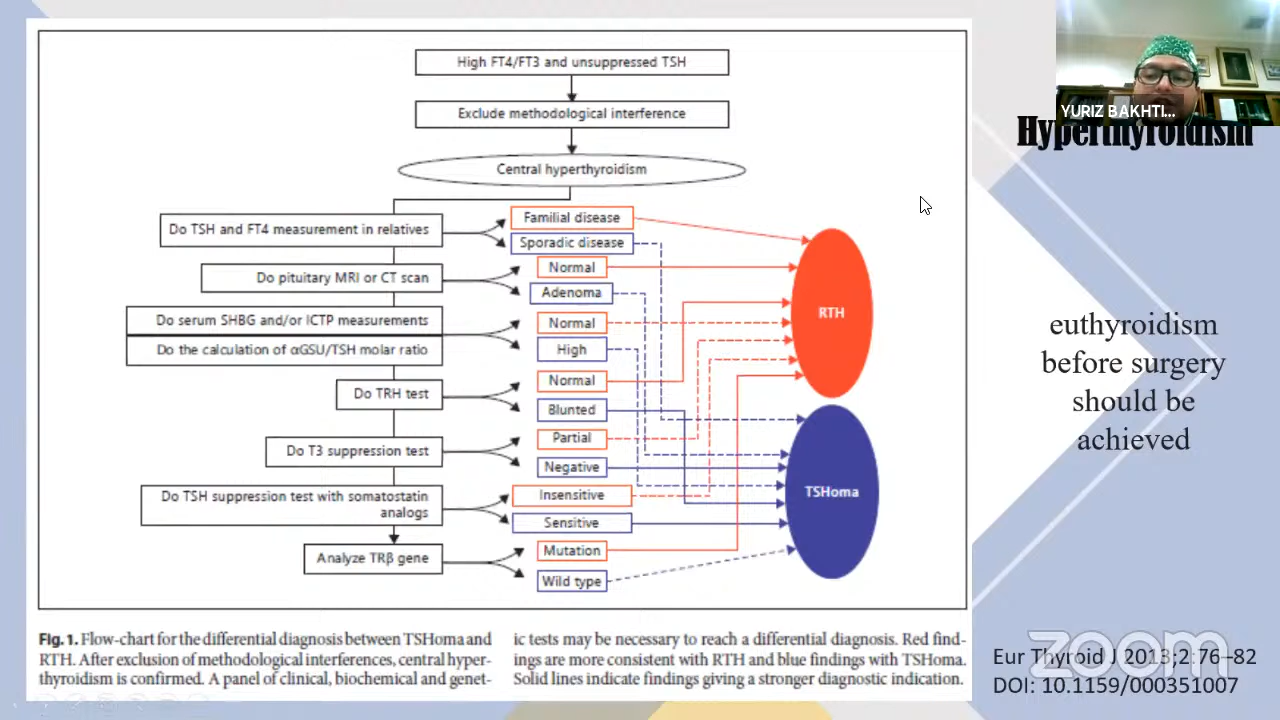 High FT4/FT3 and unsuppressed TSH
Exclude methodological interference
Central hyperthyroidism
Do TSH and FT4 measurement in relatives
Familial disease
Sporadic disease
Do pituitary MRI or CT scan
Normal
Adenoma
Do serum SHBG and/or ICTP measurements
Do the calculation of αGSU/TSH molar ratio
Normal
High
Do TRH test
Normal
Blunted
Do T3 suppression test
Partial
Negative
Do TSH suppression test with somatostatin
analogs
Insensitive
Sensitive
Analyze TRβ gene
Mutation
Wild type
RTH
TSHoma
Fig. 1. Flow-chart for the differential diagnosis between TSHoma and
RTH. After exclusion of methodological interferences, central hyper-
thyroidism is confirmed. A panel of clinical, biochemical and genet-
ic tests may be necessary to reach a differential diagnosis. Red find-
ings are more consistent with RTH and blue findings with TSHoma.
Solid lines indicate findings giving a stronger diagnostic indication.
YURIZ BAKHTI...
Hyperthyroidism
euthyroidism
before surgery
should be
achieved
Eur Thyroid J 2013;2:76–82
DOI: 10.1159/000351007
zoom